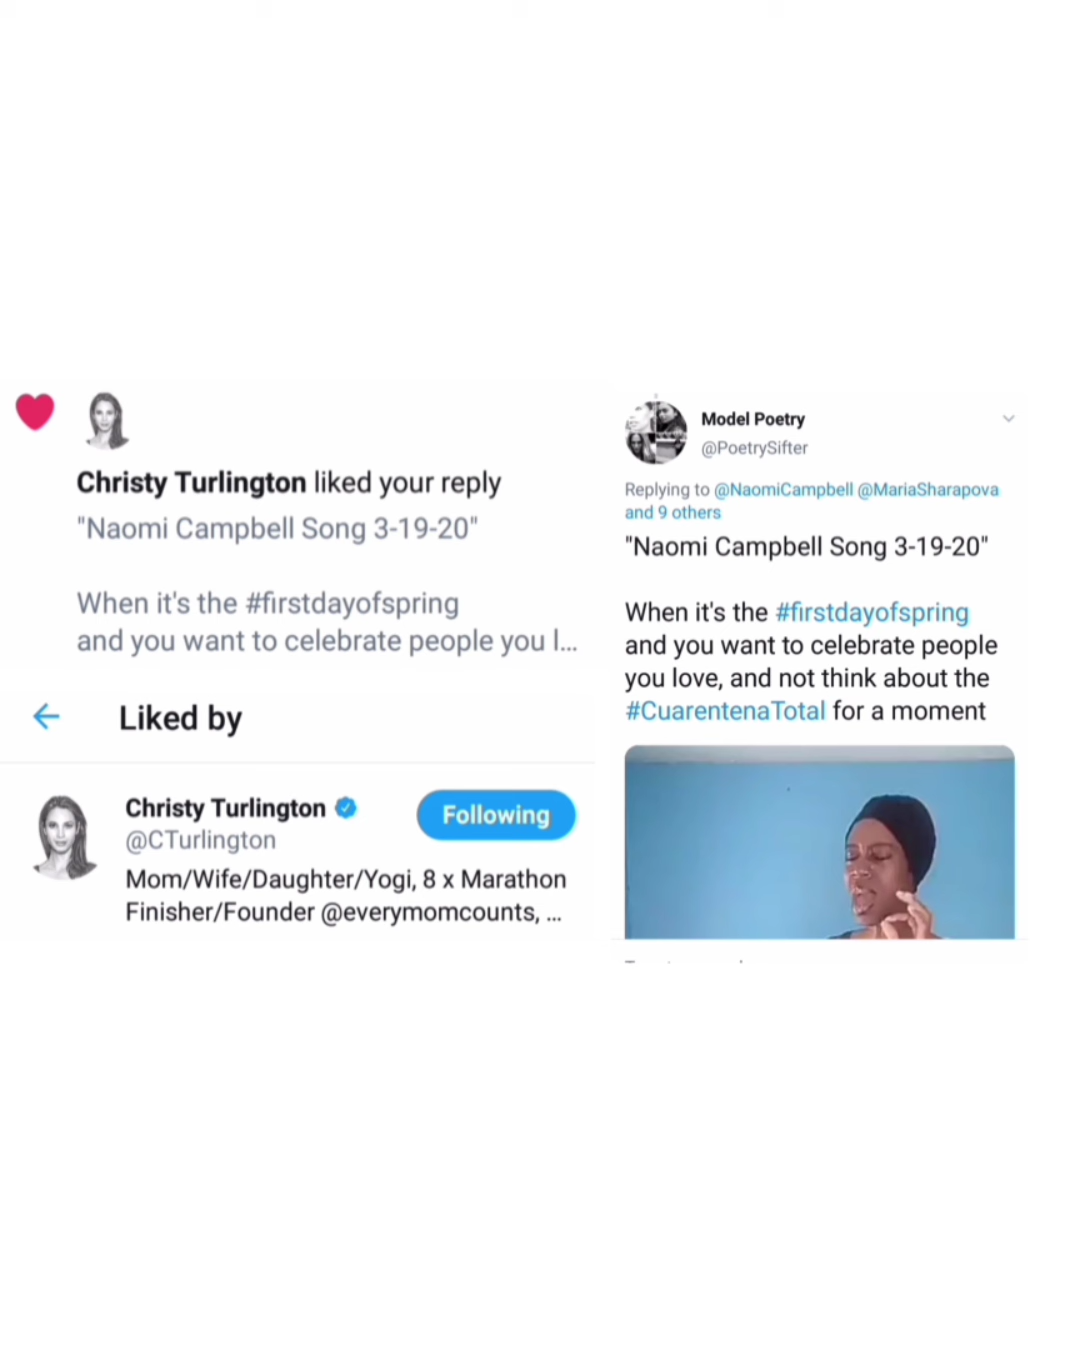 Christy Turlington liked your reply
"Naomi Campbell Song 3-19-20"
When it's the #firstdayofspring
and you want to celebrate people you l...
Liked by
Christy Turlington
Following
@CTurlington
Mom/Wife/Daughter/Yogi, 8 x Marathon
Finisher/Founder @everymomcounts, ...
Model Poetry
@PoetrySifter
Replying to @NaomiCampbell @MariaSharapova
and 9 others
"Naomi Campbell Song 3-19-20"
When it's the #firstdayofspring
and you want to celebrate people
you love, and not think about the
#CuarentenaTotal for a moment